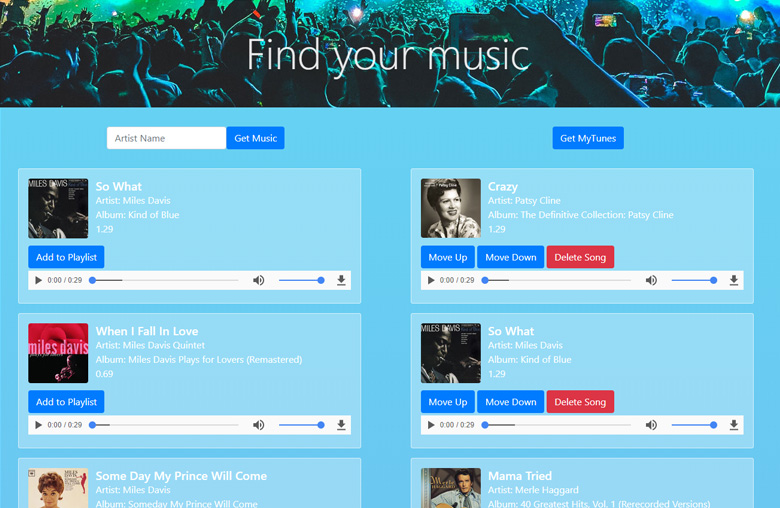 Find your music
Artist Name
Get Music
Get MyTunes
MILES DAVIS
So What
Artist: Miles Davis
Album: Kind of Blue
1.29
Add to Playlist
0:00 / 0:29
Crazy
Artist: Patsy Cline
Album: The Definitive Collection: Patsy Cline
1.29
Move Up
Move Down
Delete Song
0:00 / 0:29
miles davis
When I Fall In Love
Artist: Miles Davis Quintet
Album: Miles Davis Plays for Lovers (Remastered)
0.69
Add to Playlist
0:00 / 0:29
MILES DAVIS
So What
Artist: Miles Davis
Album: Kind of Blue
1.29
Move Up
Move Down
Delete Song
0:00 / 0:29
MILES
DAVIS
Some Day My Prince Will Come
Artist: Miles Davis
Album: Someday My Prince Will Come
Merle
Haggard
Mama Tried
Artist: Merle Haggard
Album: 40 Greatest Hits, Vol. 1 (Rerecorded Versions)